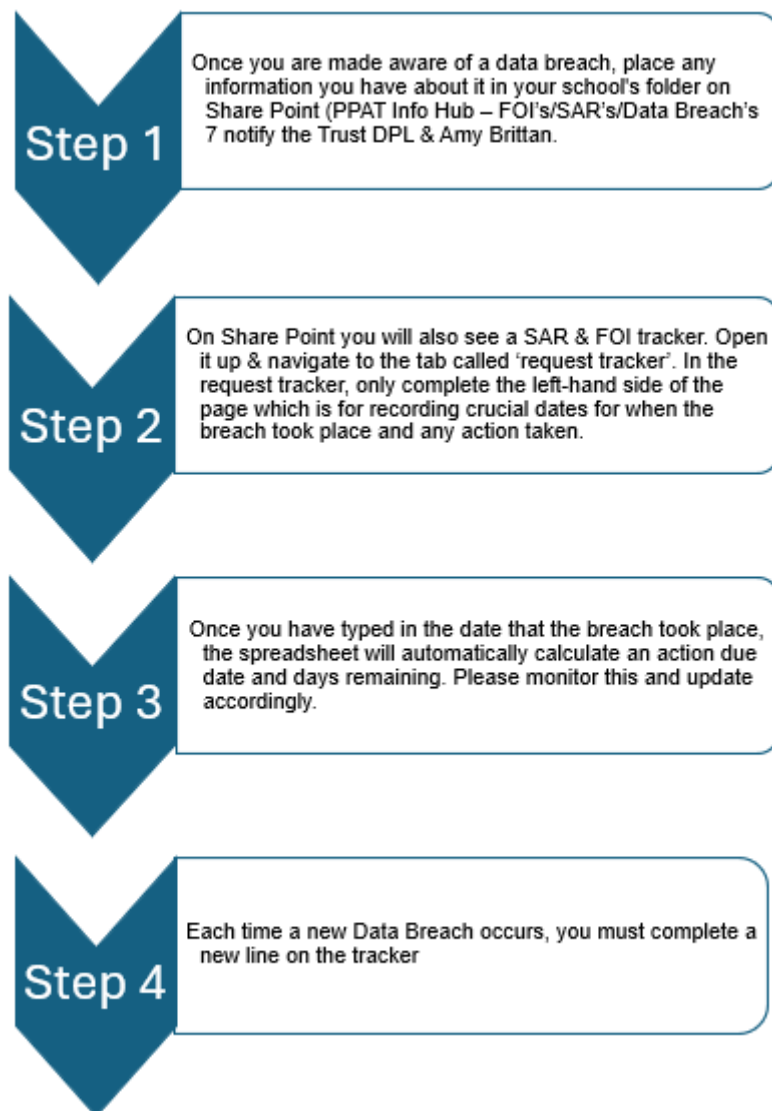 Step 1
Once you are made aware of a data breach, place any
information you have about it in your school's folder on
Share Point (PPAT Info Hub – FOI's/SAR's/Data Breach's
7 notify the Trust DPL & Amy Brittan.
Step 2
On Share Point you will also see a SAR & FOI tracker. Open
it up & navigate to the tab called ‘request tracker’. In the
request tracker, only complete the left-hand side of the
page which is for recording crucial dates for when the
breach took place and any action taken.
Step 3
Once you have typed in the date that the breach took place,
the spreadsheet will automatically calculate an action due
date and days remaining. Please monitor this and update
accordingly.
Step 4
Each time a new Data Breach occurs, you must complete a
new line on the tracker